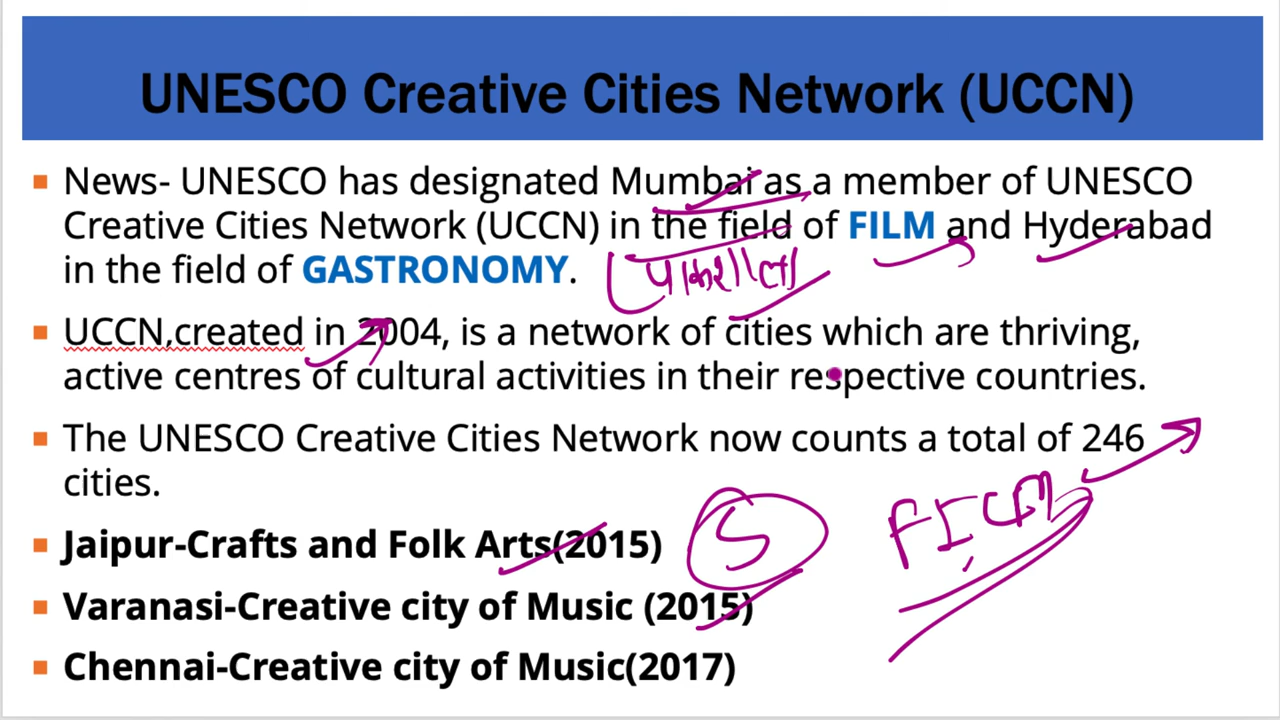 UNESCO Creative Cities Network (UCCN)
▪ News- UNESCO has designated Mumbai as a member of UNESCO
Creative Cities Network (UCCN) in the field of FILM and Hyderabad
in the field of GASTRONOMY.
▪ UCCN,created in 2004, is a network of cities which are thriving,
active centres of cultural activities in their respective countries.
▪ The UNESCO Creative Cities Network now counts a total of 246
cities.
▪ Jaipur-Crafts and Folk Arts(2015)
▪ Varanasi-Creative city of Music (2015)
▪ Chennai-Creative city of Music(2017)